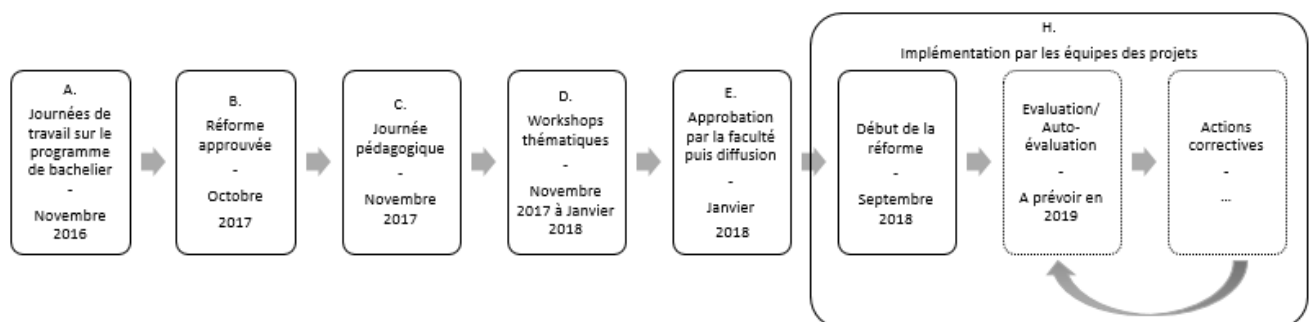 A.
Journées de
travail sur le
programme
de bachelier
-
Novembre
2016
B.
Réforme
approuvée
-
Octobre
2017
C.
Journée
pédagogique
-
Novembre
2017
D.
Workshops
thématiques
-
Novembre
2017 à Janvier
2018
E.
Approbation
par la faculté
puis diffusion
-
Janvier
2018
H.
Implémentation par les équipes des projets
Début de la
réforme
-
Septembre
2018
Evaluation/
Auto-
évaluation
-
A prévoir en
2019
Actions
correctives
-
...